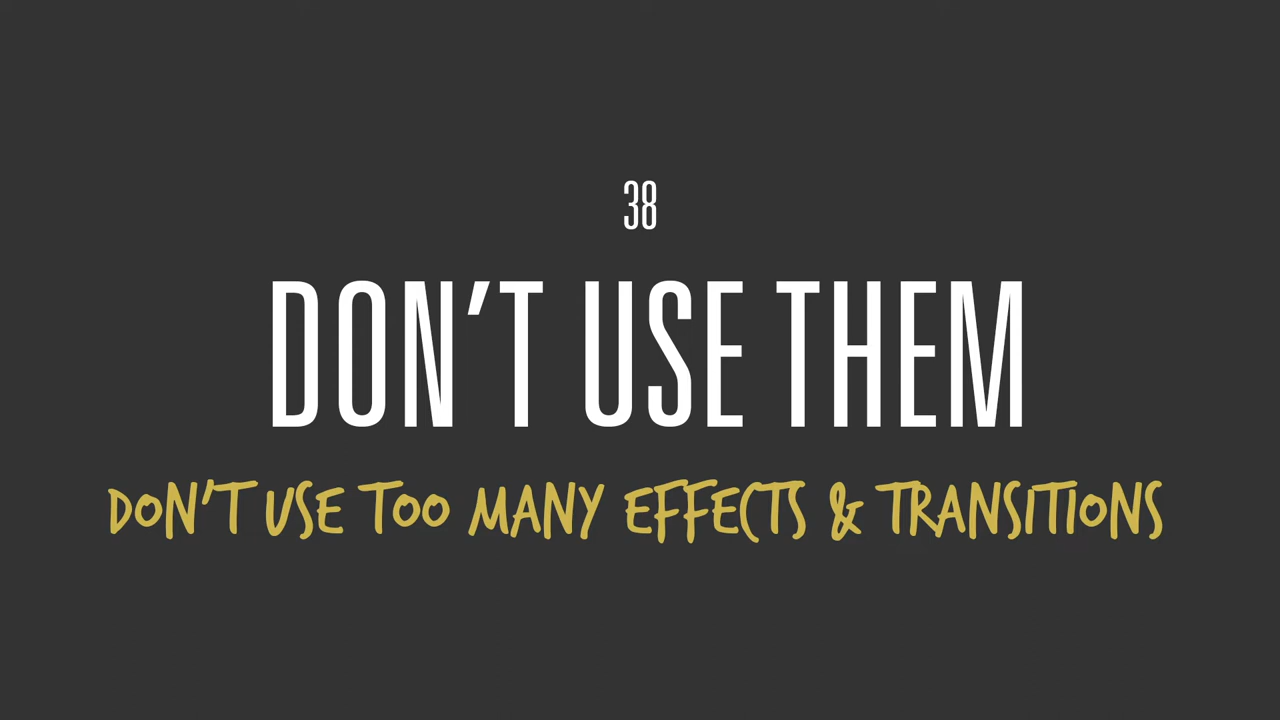 38
DON’T USE THEM
DON’T USE TOO MANY EFFECTS & TRANSITIONS